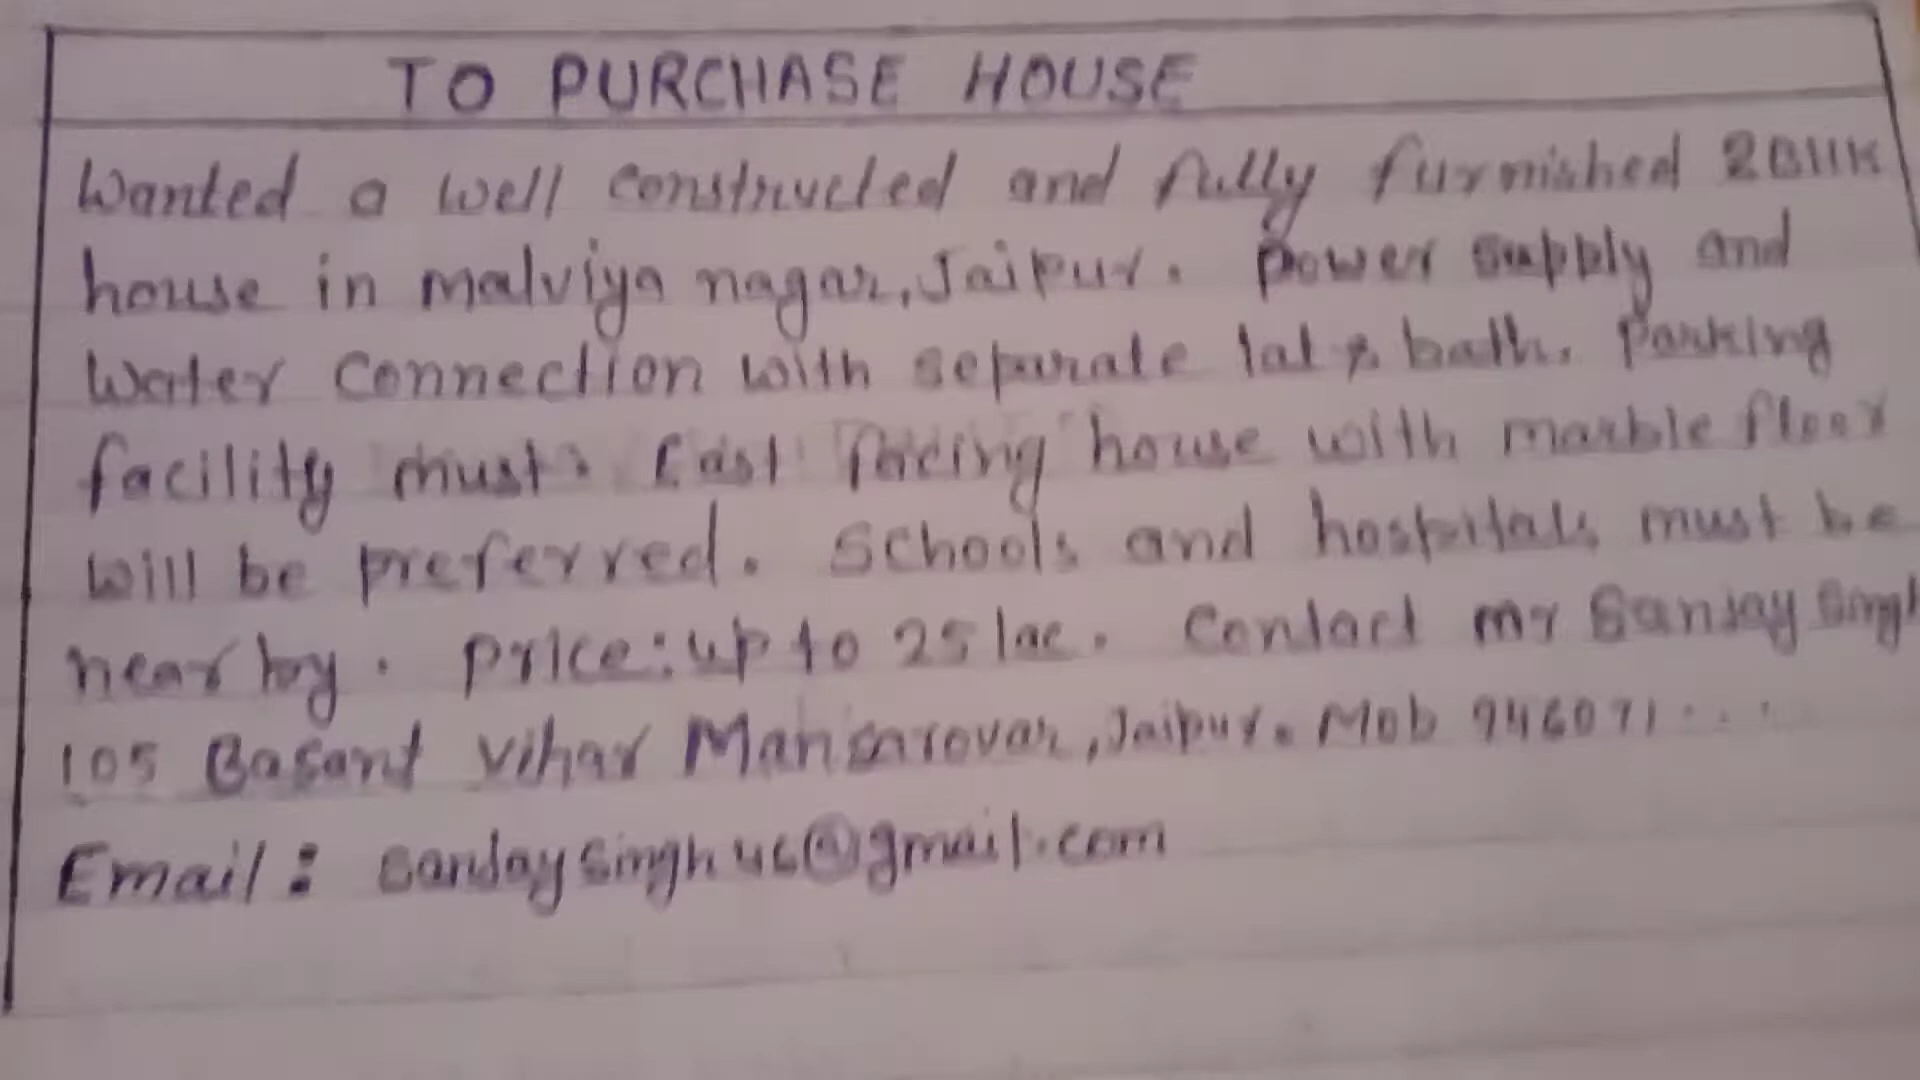 TO PURCHASE HOUSE
Wanted a well constructed and fully furnished 2BHK
house in malviya nagar, Jaipur. Power supply and
Water connection with separate lat & bath. Parking
facility must. East facing house with marble floor
will be preferred. Schools and hospitals must be
near by. Price: up to 25 lac. Contact mr Sanjay Singh
105 Basant Vihar Mansarovar, Jaipur. Mob 946071...
Email: sanjaysingh46@gmail.com